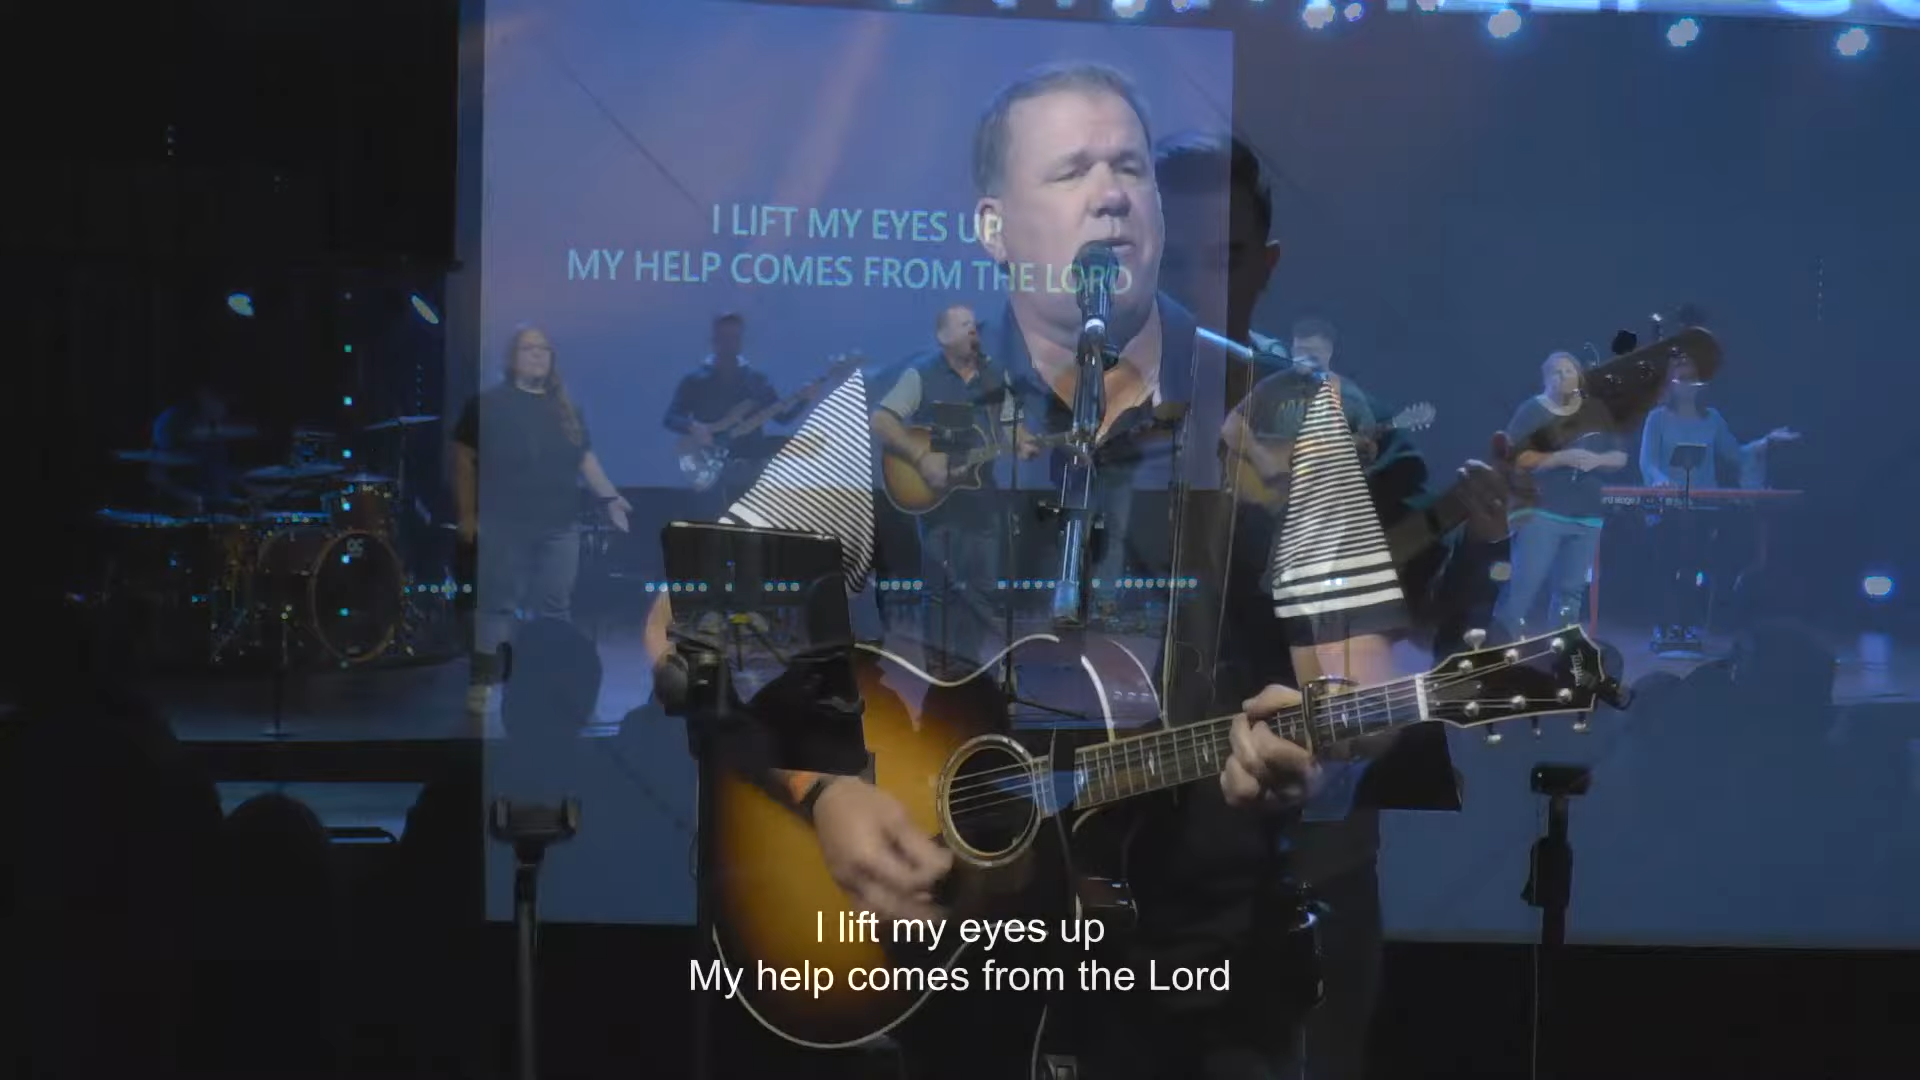 I LIFT MY EYES UP
MY HELP COMES FROM THE LORD
I lift my eyes up
My help comes from the Lord